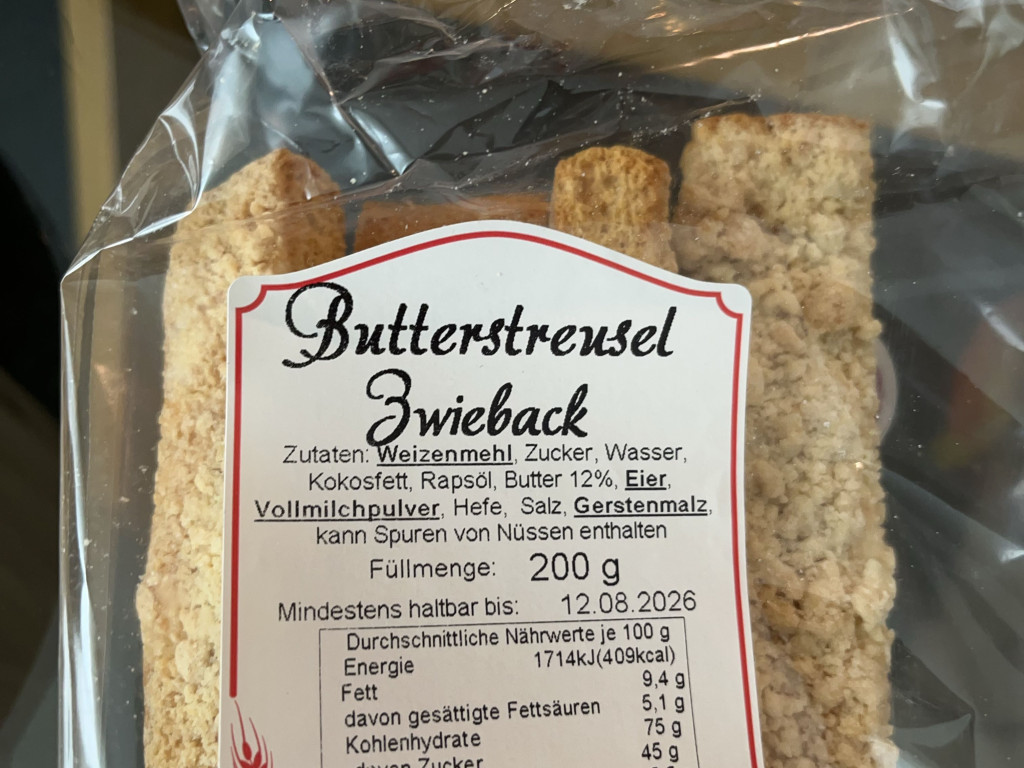 Butterstreusel
Zwieback
Zutaten: Weizenmehl, Zucker, Wasser,
Kokosfett, Rapsöl, Butter 12%, Eier,
Vollmilchpulver, Hefe, Salz, Gerstenmalz,
kann Spuren von Nüssen enthalten
Füllmenge: 200 g
Mindestens haltbar bis: 12.08.2026
Durchschnittliche Nährwerte je 100 g
Energie 1714kJ(409kcal)
Fett 9,4 g
davon gesättigte Fettsäuren 5,1 g
Kohlenhydrate 75 g
davon Zucker 45 g